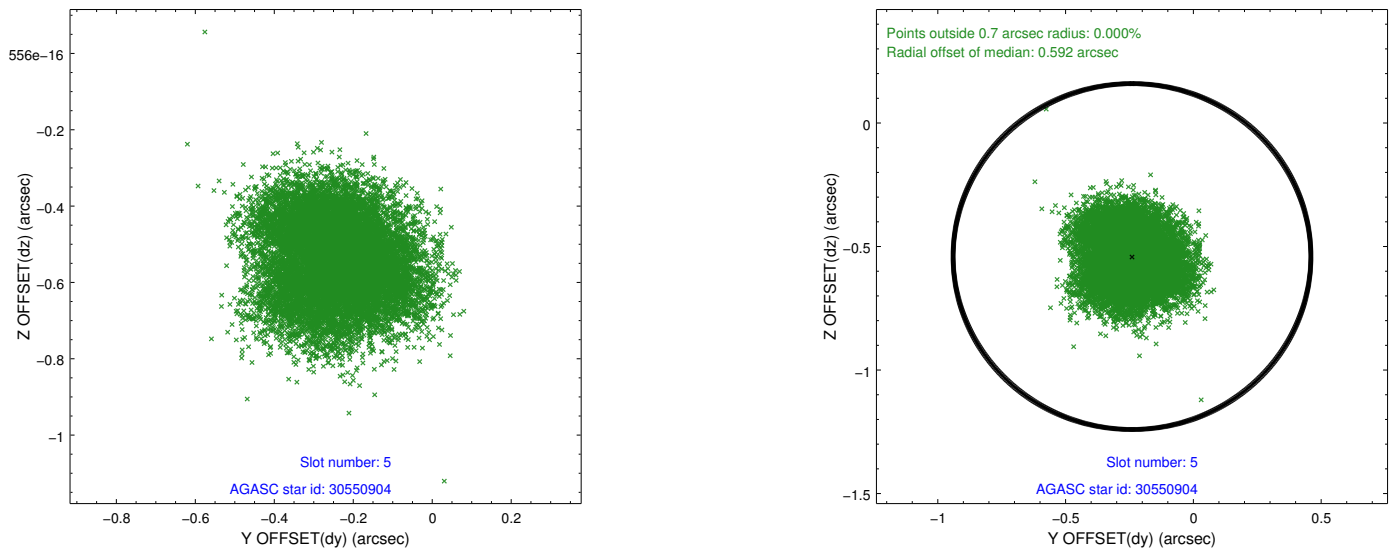 556e−16
−0.2
−0.4
−0.6
−0.8
−1
−0.8
−0.6
−0.4
−0.2
0
0.2
Z OFFSET(dz) (arcsec)
Y OFFSET(dy) (arcsec)
Slot number: 5
AGASC star id: 30550904
Points outside 0.7 arcsec radius: 0.000%
Radial offset of median: 0.592 arcsec
0
−0.5
−1
−1.5
−1
−0.5
0
0.5
Z OFFSET(dz) (arcsec)
Y OFFSET(dy) (arcsec)
Slot number: 5
AGASC star id: 30550904